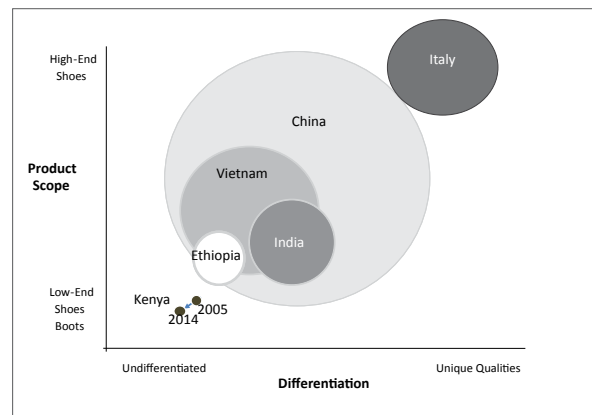 High-End
Shoes
Italy
China
Product
Scope
Vietnam
India
Ethiopia
Low-End
Shoes
Boots
Kenya
2005
2014
Undifferentiated
Unique Qualities
Differentiation